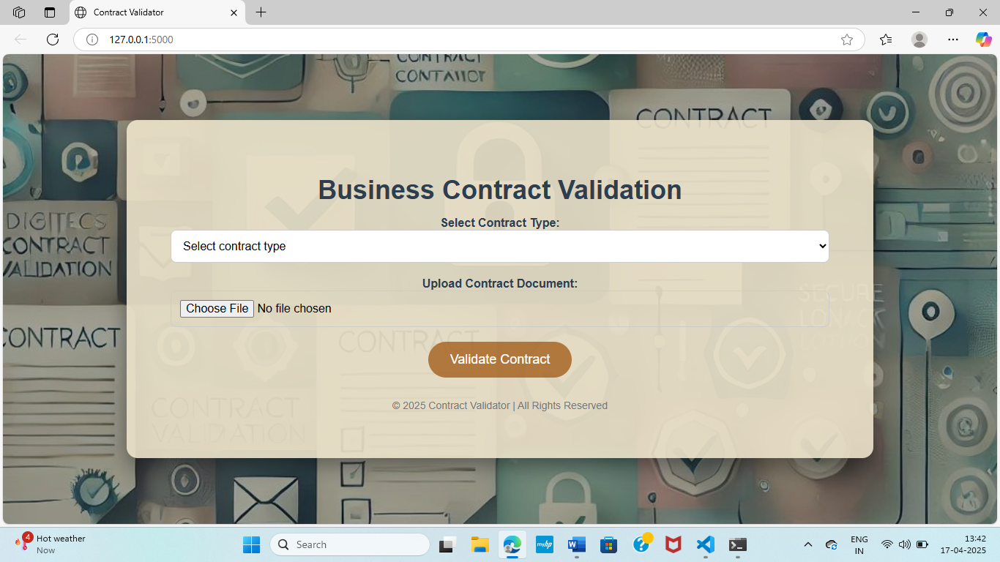 Contract Validator
127.0.0.1:5000
CONTRACT
CONTRACT
DIGITECS
CONTRACT
VALIDATION
Business Contract Validation
Select Contract Type:
Select contract type
Upload Contract Document:
Choose File No file chosen
SECURE
CONTRACT
CONTRACT
Validate Contract
CONTRACT
VALIDATION
© 2025 Contract Validator | All Rights Reserved
4
Hot weather
Now
Search
myhp
ENG
IN
13:42
17-04-2025